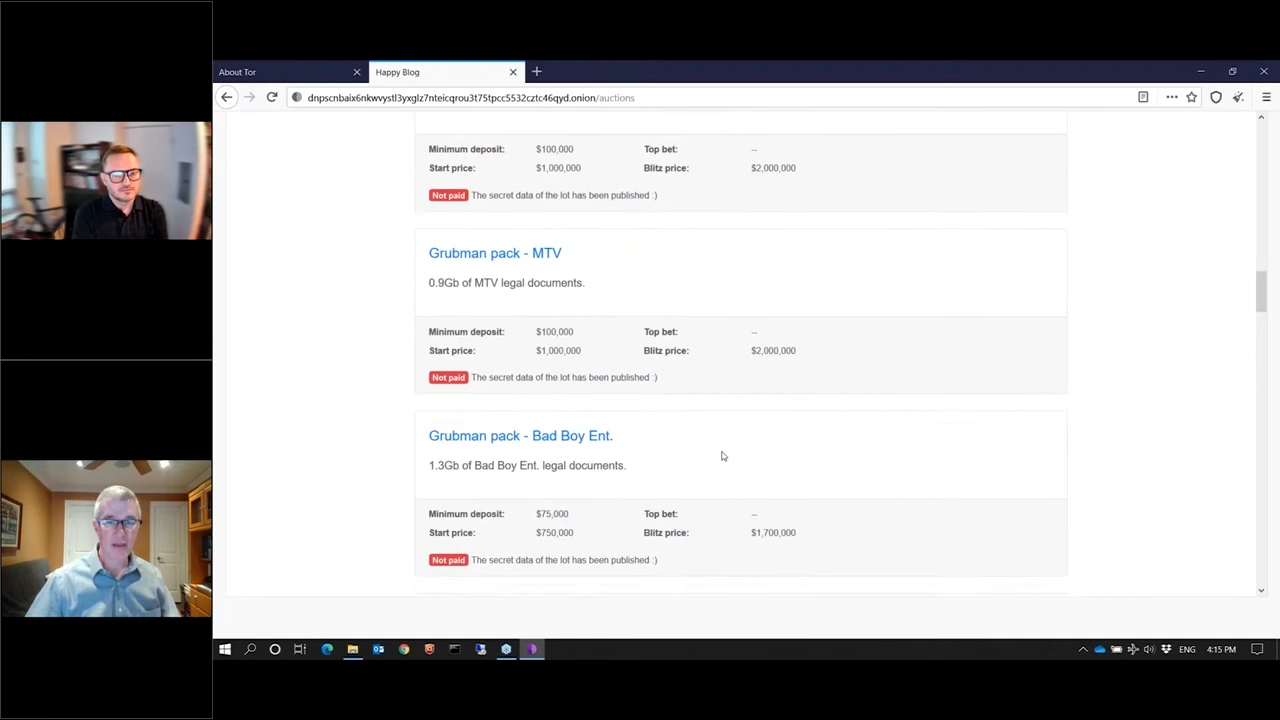 About Tor
Happy Blog
dnpscnbaix6nkwvystl3yxglz7nteicqrou3t75tpcc5532cztc46qyd.onion/auctions
Minimum deposit: $100,000 Top bet: --
Start price: $1,000,000 Blitz price: $2,000,000
Not paid The secret data of the lot has been published :)
Grubman pack - MTV
0.9Gb of MTV legal documents.
Minimum deposit: $100,000 Top bet: --
Start price: $1,000,000 Blitz price: $2,000,000
Not paid The secret data of the lot has been published :)
Grubman pack - Bad Boy Ent.
1.3Gb of Bad Boy Ent. legal documents.
Minimum deposit: $75,000 Top bet: --
Start price: $750,000 Blitz price: $1,700,000
Not paid The secret data of the lot has been published :)
ENG 4:15 PM